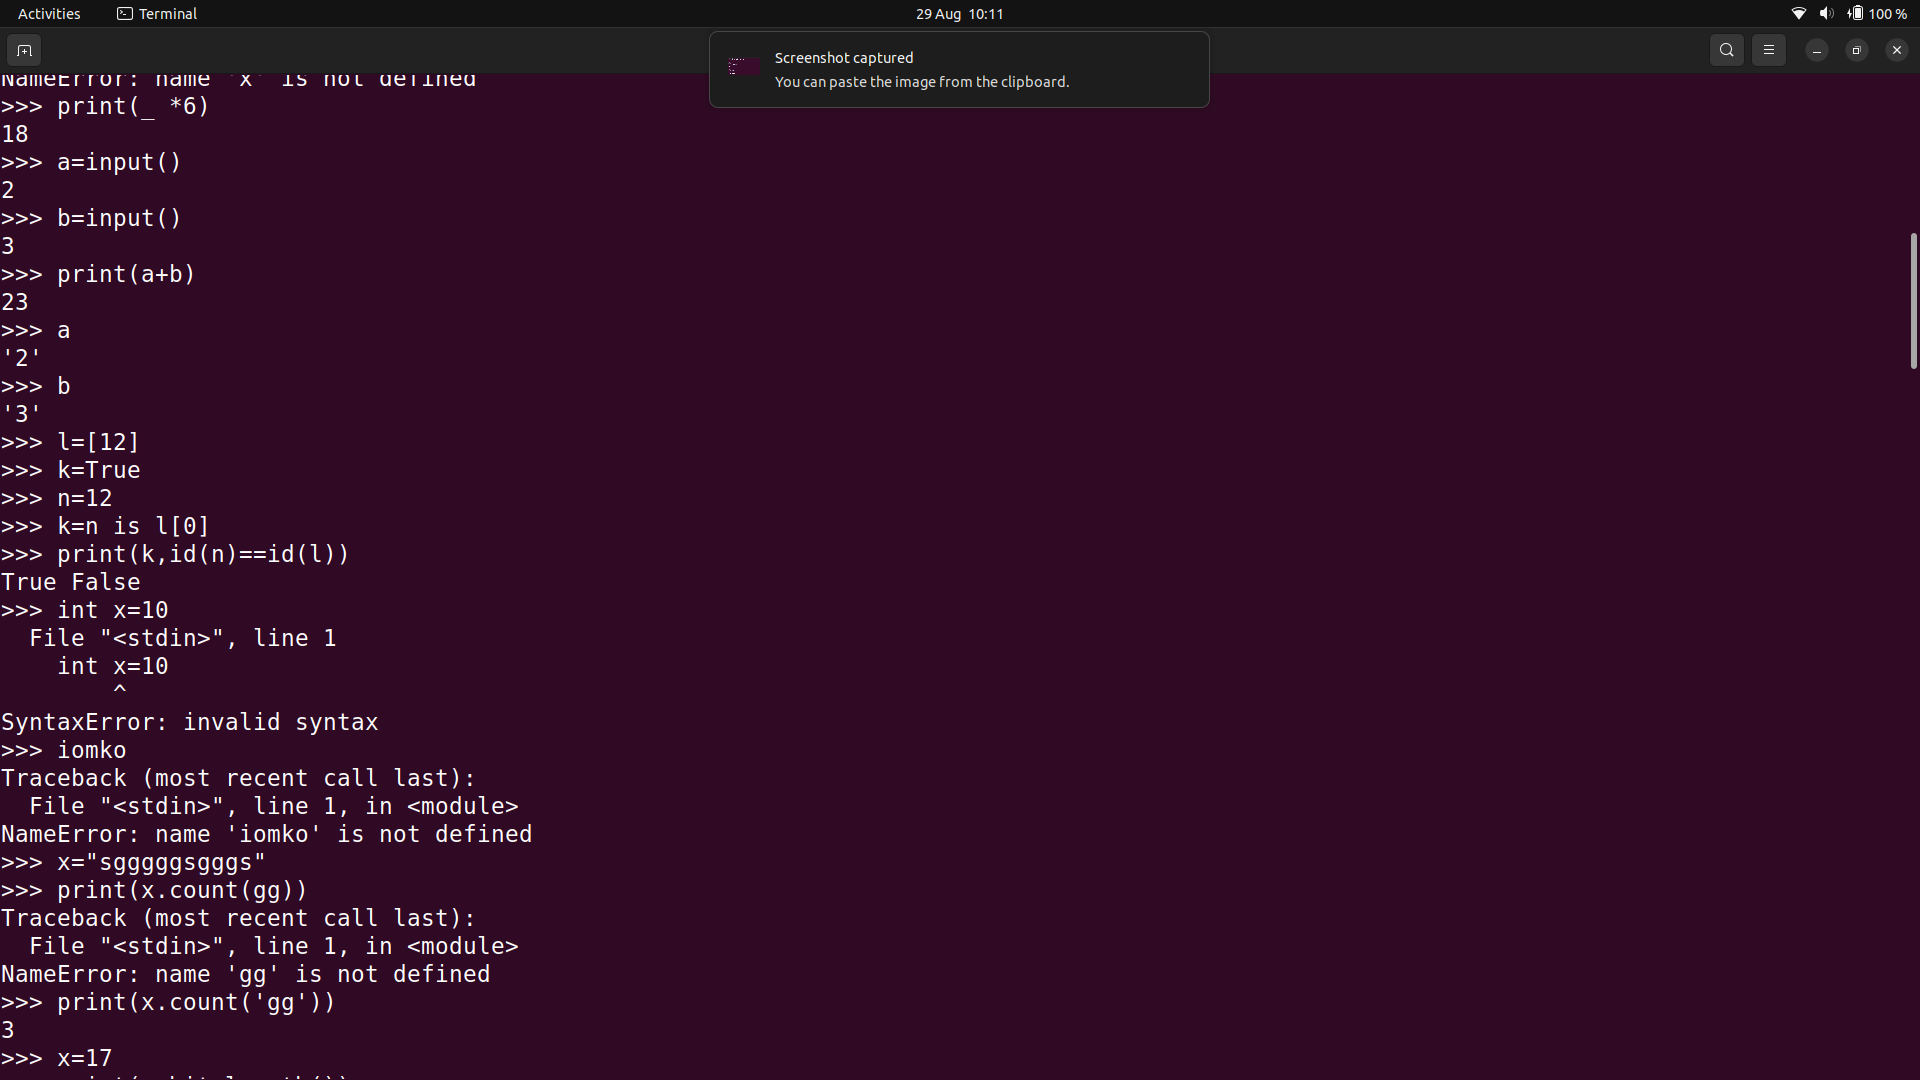 Activities Terminal 29 Aug 10:11 100 %
Screenshot captured
You can paste the image from the clipboard.
NameError: name 'x' is not defined
>>> print(_ *6)
18
>>> a=input()
2
>>> b=input()
3
>>> print(a+b)
23
>>> a
'2'
>>> b
'3'
>>> l=[12]
>>> k=True
>>> n=12
>>> k=n is l[0]
>>> print(k,id(n)==id(l))
True False
>>> int x=10
  File "<stdin>", line 1
    int x=10
        ^
SyntaxError: invalid syntax
>>> iomko
Traceback (most recent call last):
  File "<stdin>", line 1, in <module>
NameError: name 'iomko' is not defined
>>> x="sgggggsgggs"
>>> print(x.count(gg))
Traceback (most recent call last):
  File "<stdin>", line 1, in <module>
NameError: name 'gg' is not defined
>>> print(x.count('gg'))
3
>>> x=17